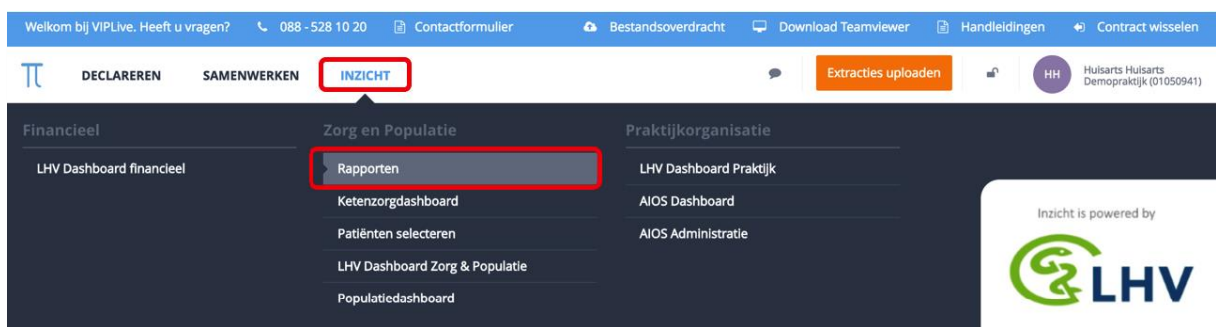 Welkom bij VIPLive. Heeft u vragen? 088 - 528 10 20 Contactformulier Bestandsoverdracht Download Teamviewer Handleidingen Contract wisselen
DECLAREREN SAMENWERKEN INZICHT Extracties uploaden HH Huisarts Huisarts
Demopraktijk (01050941)
Financieel Zorg en Populatie Praktijkorganisatie
LHV Dashboard financieel Rapporten LHV Dashboard Praktijk
Ketenzorgdashboard AIOS Dashboard
Patiënten selecteren AIOS Administratie
LHV Dashboard Zorg & Populatie
Populatiedashboard
Inzicht is powered by
LHV